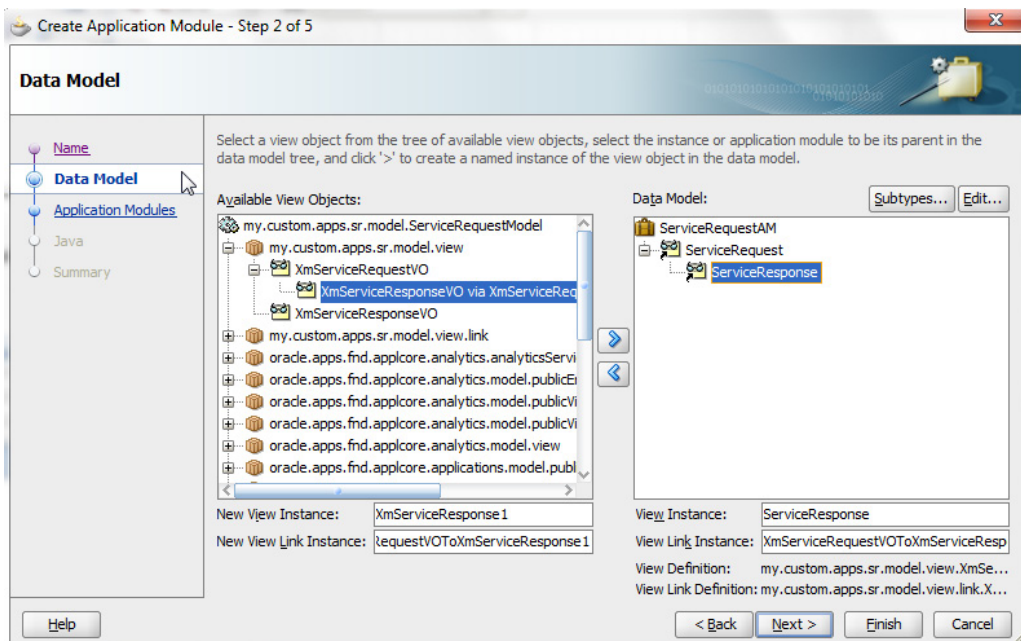 Create Application Module - Step 2 of 5
Data Model
Name
Data Model
Application Modules
Java
Summary
Select a view object from the tree of available view objects, select the instance or application module to be its parent in the
data model tree, and click '>' to create a named instance of the view object in the data model.
Available View Objects:
my.custom.apps.sr.model.ServiceRequestModel
my.custom.apps.sr.model.view
XmServiceRequestVO
XmServiceResponseVO via XmServiceReq
XmServiceResponseVO
my.custom.apps.sr.model.view.link
oracle.apps.fnd.applcore.analytics.analyticsServi
oracle.apps.fnd.applcore.analytics.model.publicE
oracle.apps.fnd.applcore.analytics.model.publicVi
oracle.apps.fnd.applcore.analytics.model.publicVi
oracle.apps.fnd.applcore.analytics.model.view
oracle.apps.fnd.applcore.applications.model.publ
New View Instance: XmServiceResponse1
New View Link Instance: RequestVOToXmServiceResponse1
Data Model:
Subtypes... Edit...
ServiceRequestAM
ServiceRequest
ServiceResponse
View Instance: ServiceResponse
View Link Instance: XmServiceRequestVOToXmServiceResp
View Definition: my.custom.apps.sr.model.view.XmSe...
View Link Definition: my.custom.apps.sr.model.view.link.X...
Help
< Back Next > Finish Cancel